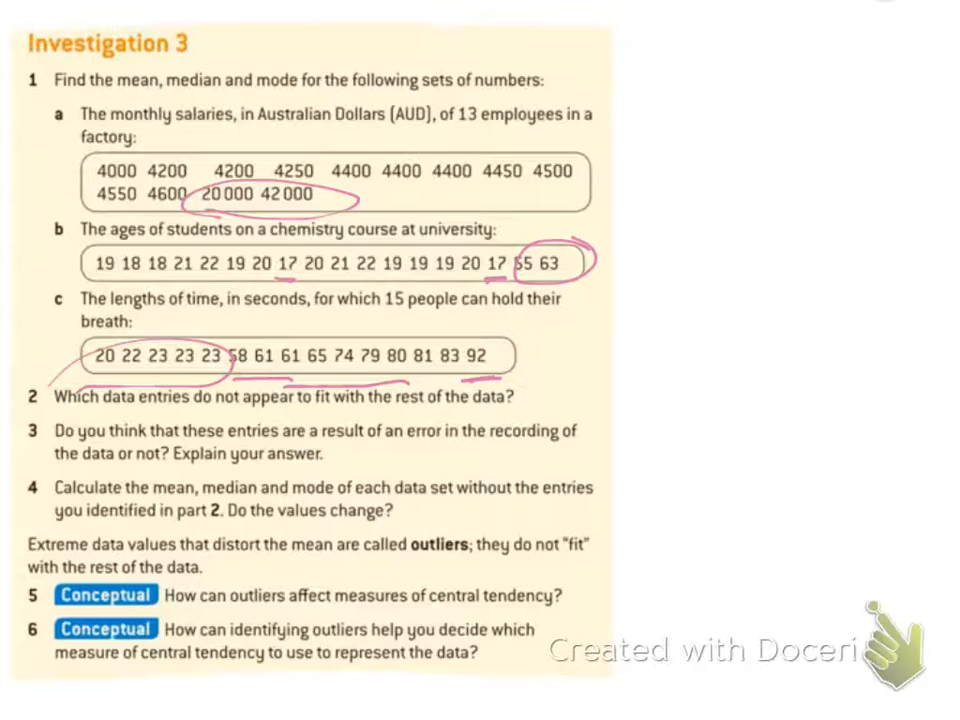 Investigation 3
1 Find the mean, median and mode for the following sets of numbers:
a The monthly salaries, in Australian Dollars (AUD), of 13 employees in a
factory:
4000 4200 4200 4250 4400 4400 4400 4450 4500
4550 4600 20 000 42 000
b The ages of students on a chemistry course at university:
19 18 18 21 22 19 20 17 20 21 22 19 19 19 20 17 55 63
c The lengths of time, in seconds, for which 15 people can hold their
breath:
20 22 23 23 23 58 61 61 65 74 79 80 81 83 92
2 Which data entries do not appear to fit with the rest of the data?
3 Do you think that these entries are a result of an error in the recording of
the data or not? Explain your answer.
4 Calculate the mean, median and mode of each data set without the entries
you identified in part 2. Do the values change?
Extreme data values that distort the mean are called outliers; they do not “fit”
with the rest of the data.
5 Conceptual How can outliers affect measures of central tendency?
6 Conceptual How can identifying outliers help you decide which
measure of central tendency to use to represent the data?
Created with Doceri